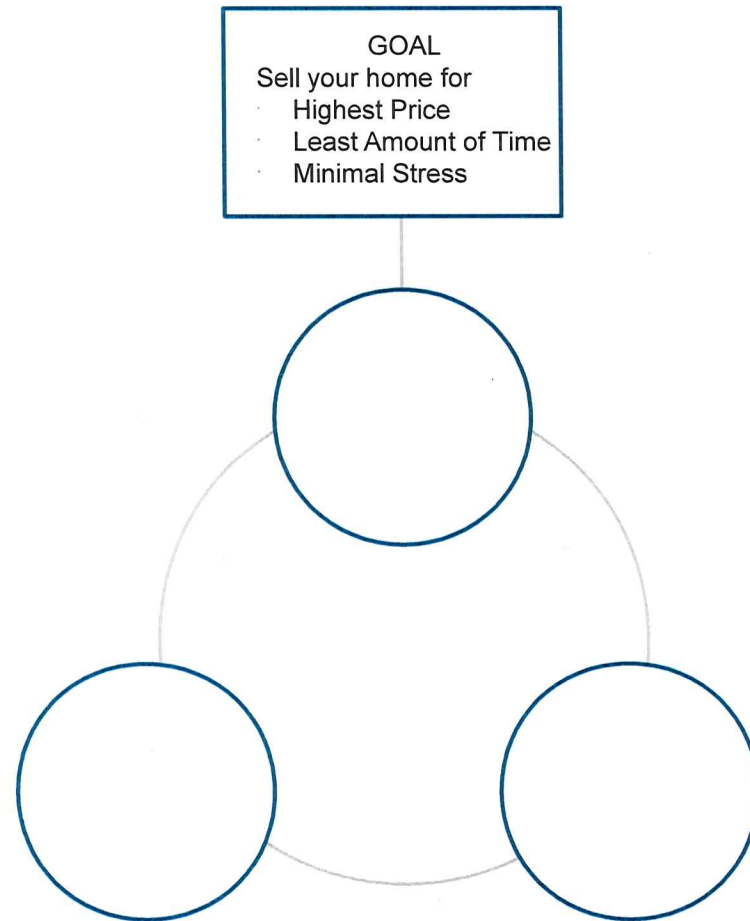 GOAL
Sell your home for
· Highest Price
· Least Amount of Time
· Minimal Stress